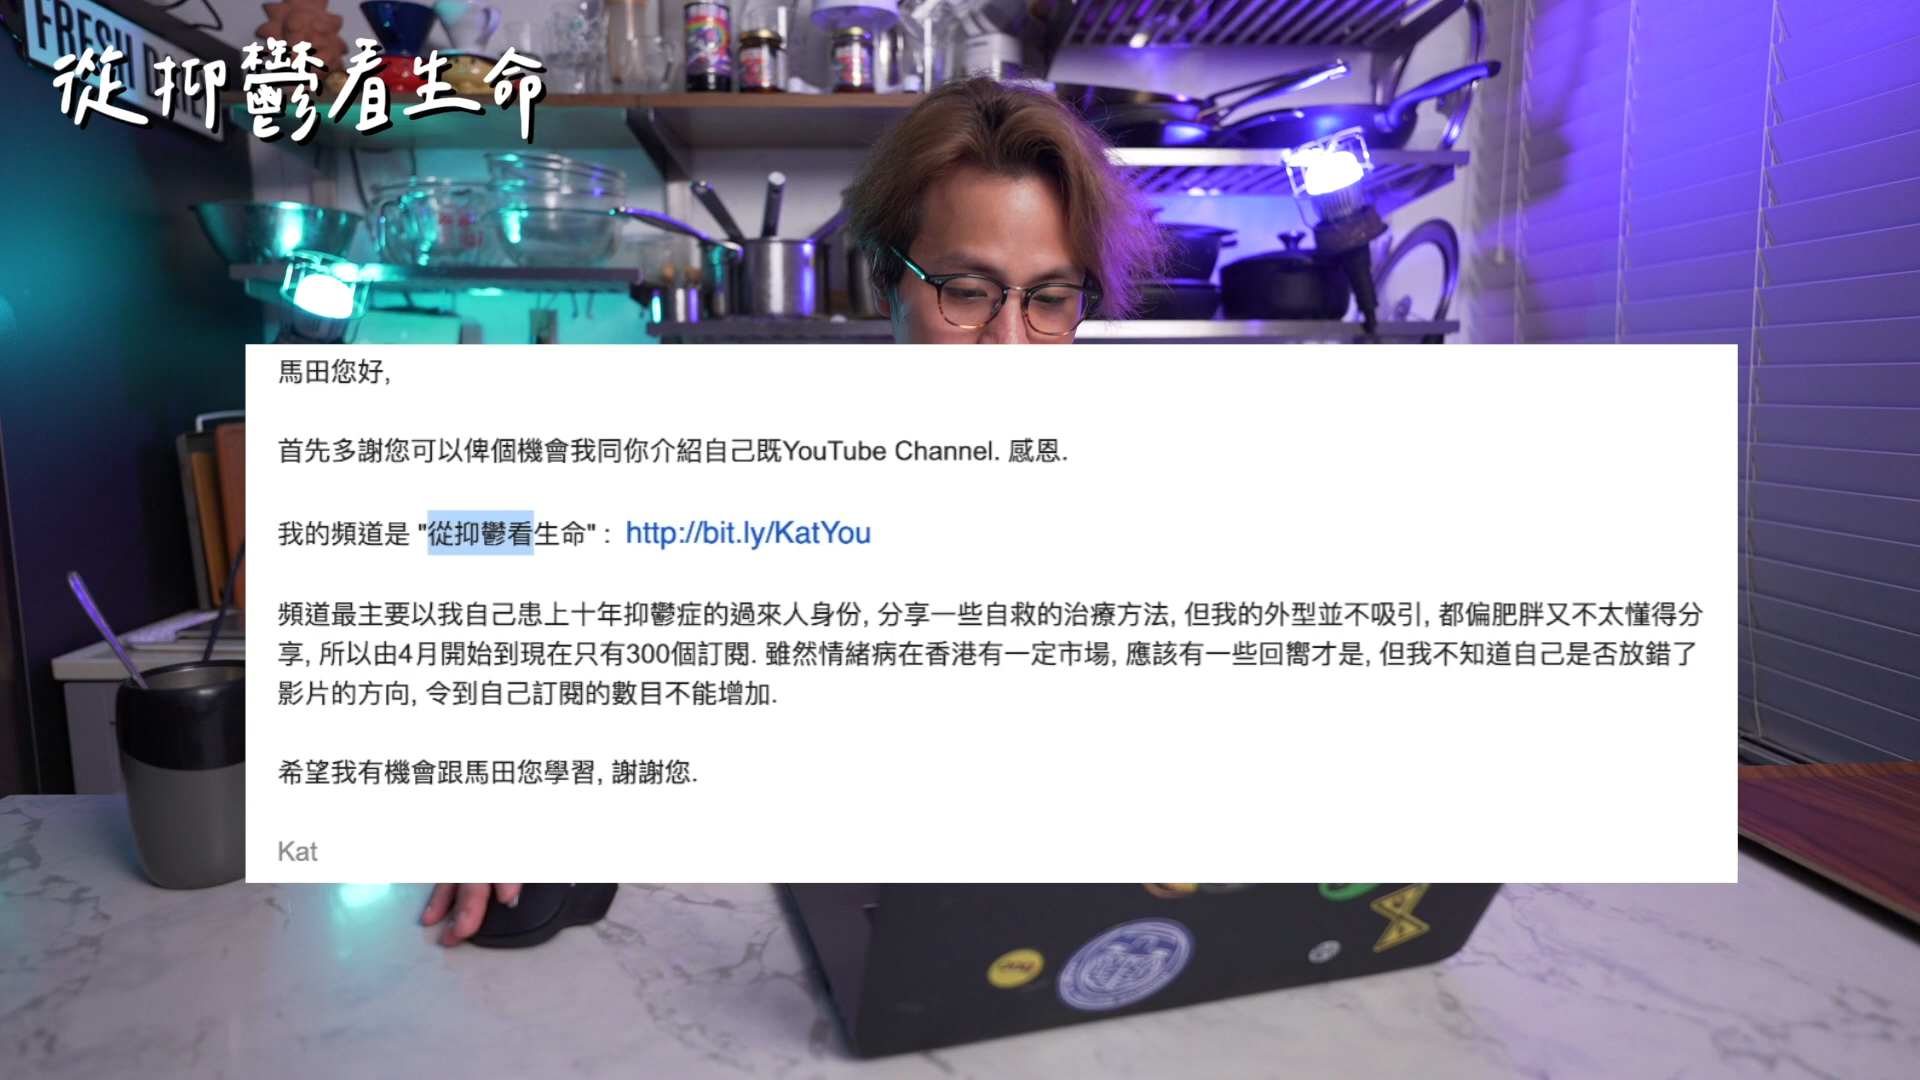 從抑鬱看生命
FRESH
馬田您好,
首先多謝您可以俾個機會我同你介紹自己既YouTube Channel. 感恩.
我的頻道是 "從抑鬱看生命" :  http://bit.ly/KatYou
頻道最主要以我自己患上十年抑鬱症的過來人身份, 分享一些自救的治療方法, 但我的外型並不吸引, 都偏肥胖又不太懂得分
享, 所以由4月開始到現在只有300個訂閱. 雖然情緒病在香港有一定市場, 應該有一些回嚮才是, 但我不知道自己是否放錯了
影片的方向, 令到自己訂閱的數目不能增加.
希望我有機會跟馬田您學習, 謝謝您.
Kat